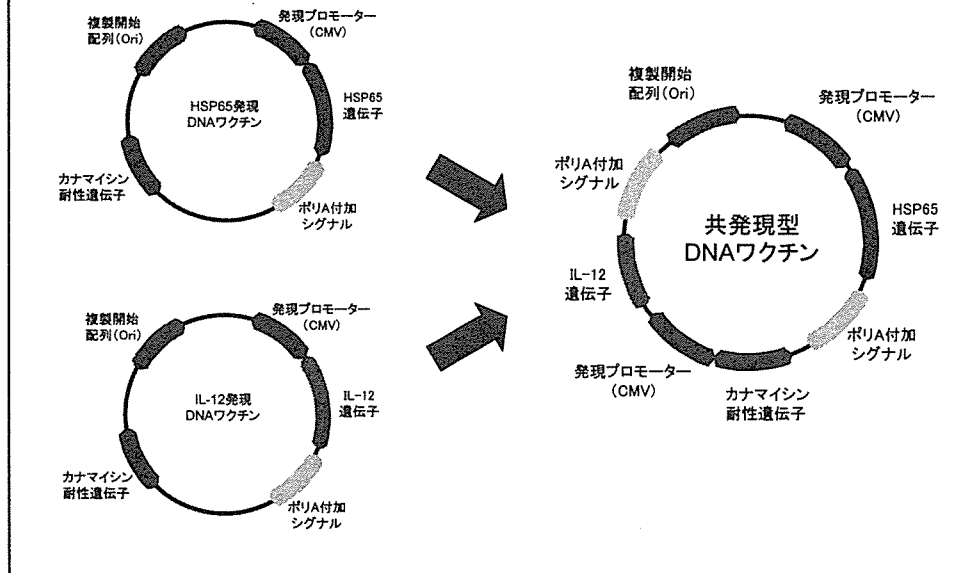 複製開始
配列(Ori)
発現プロモーター
(CMV)
HSP65発現
DNAワクチン
HSP65
遺伝子
カナマイシン
耐性遺伝子
ポリA付加
シグナル
複製開始
配列(Ori)
発現プロモーター
(CMV)
IL-12発現
DNAワクチン
IL-12
遺伝子
カナマイシン
耐性遺伝子
ポリA付加
シグナル
複製開始
配列(Ori)
発現プロモーター
(CMV)
ポリA付加
シグナル
共発現型
DNAワクチン
HSP65
遺伝子
IL-12
遺伝子
ポリA付加
シグナル
発現プロモーター
(CMV)
カナマイシン
耐性遺伝子